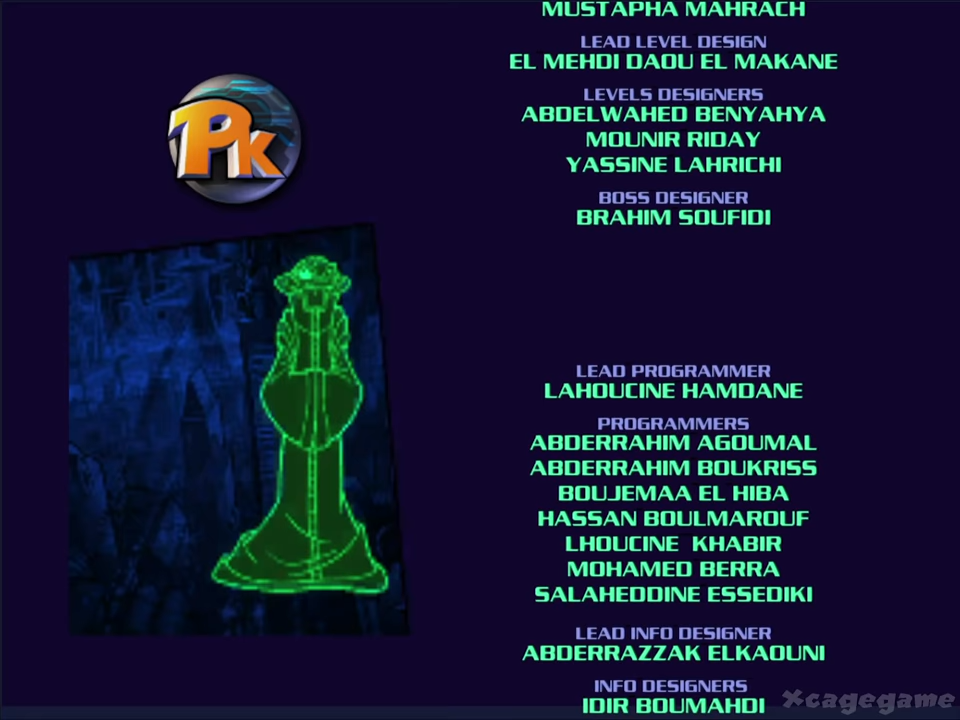 MUSTAPHA MAHRACH
LEAD LEVEL DESIGN
EL MEHDI DAOU EL MAKANE
LEVELS DESIGNERS
ABDELWAHED BENYAHYA
MOUNIR RIDAY
YASSINE LAHRICHI
BOSS DESIGNER
BRAHIM SOUFIDI
PK
LEAD PROGRAMMER
LAHOUCINE HAMDANE
PROGRAMMERS
ABDERRAHIM AGOUMAL
ABDERRAHIM BOUKRISS
BOUJEMAA EL HIBA
HASSAN BOULMAROUF
LHOUCINE KHABIR
MOHAMED BERRA
SALAHEDDINE ESSEDIKI
LEAD INFO DESIGNER
ABDERRAZZAK ELKAOUNI
INFO DESIGNERS
IDIR BOUMAHDI
Xcagegame